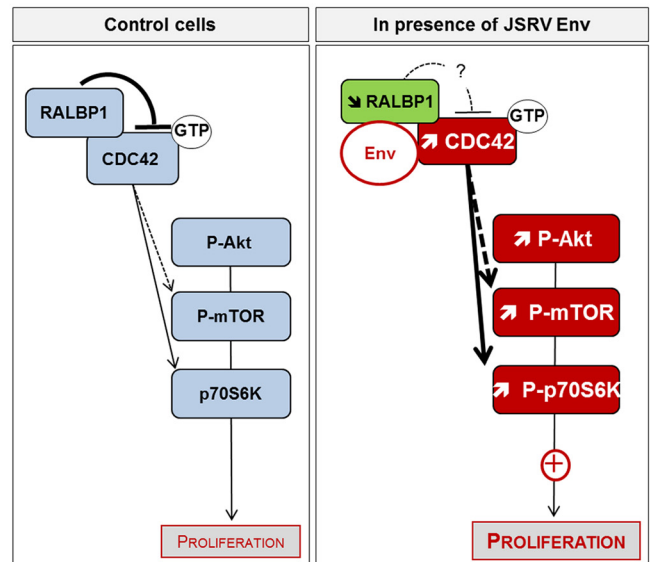 Control cells
RALBP1
GTP
CDC42
P-Akt
P-mTOR
p70S6K
PROLIFERATION
In presence of JSRV Env
?
↘ RALBP1
GTP
Env
↗ CDC42
↗ P-Akt
↗ P-mTOR
↗ P-p70S6K
+
PROLIFERATION